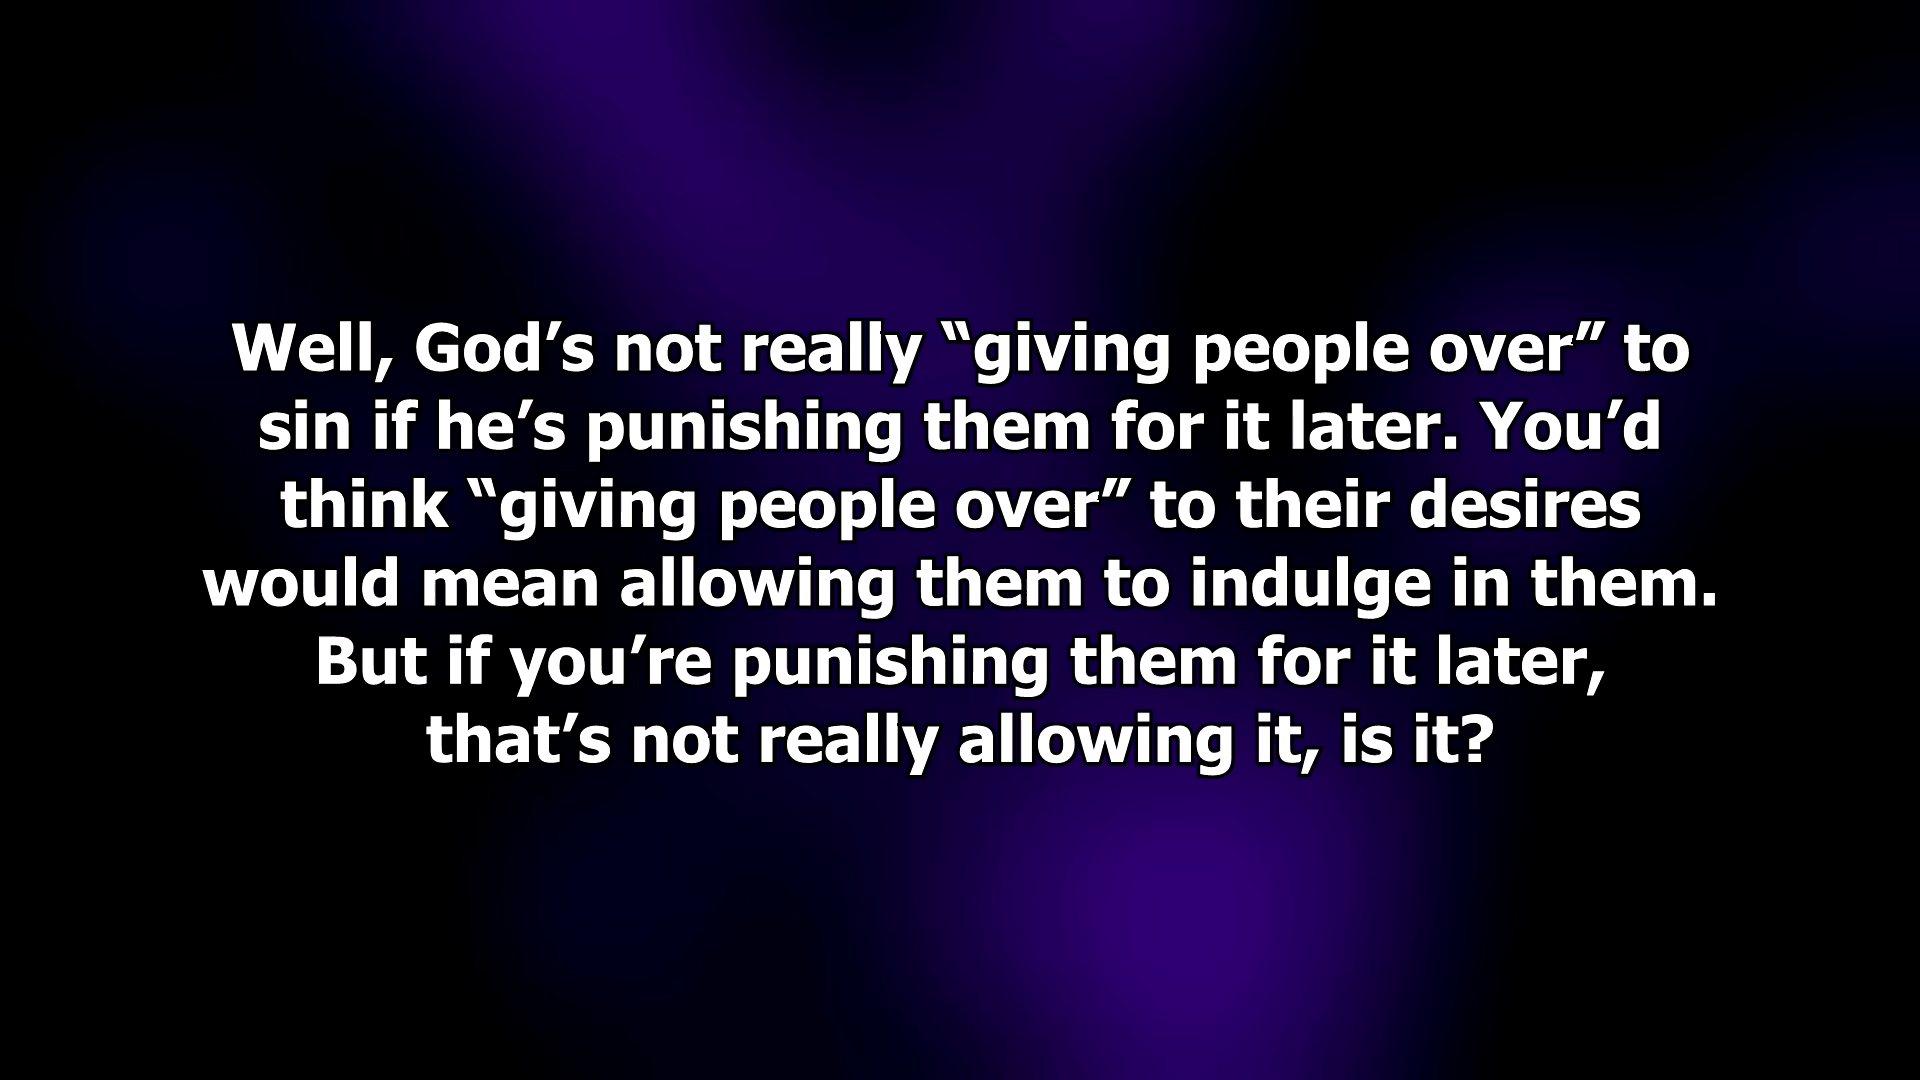 Well, God’s not really “giving people over” to
sin if he’s punishing them for it later. You’d
think “giving people over” to their desires
would mean allowing them to indulge in them.
But if you’re punishing them for it later,
that’s not really allowing it, is it?